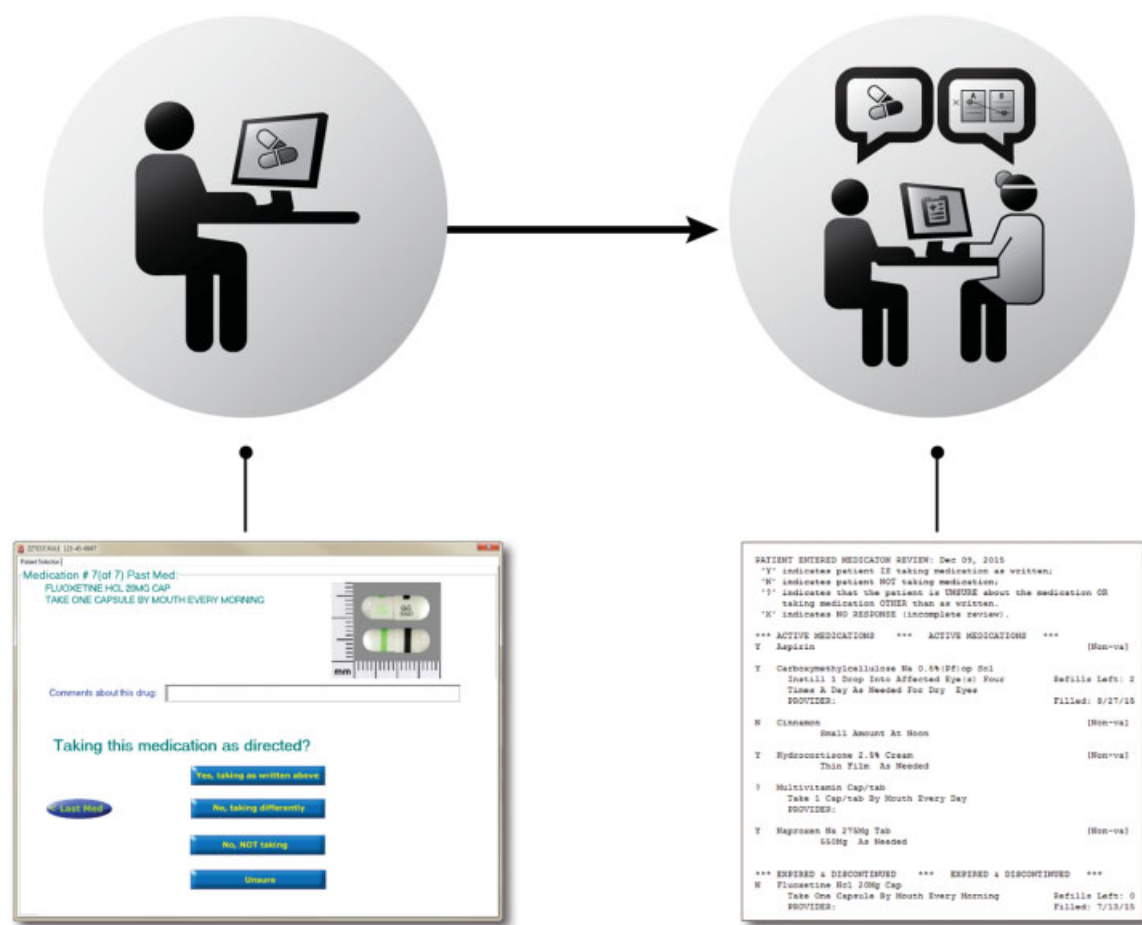 A B
ZZTEST,RULE 123-45-6987
Patient Selector
Medication # 7(of 7) Past Med:
FLUOXETINE HCL 20MG CAP
TAKE ONE CAPSULE BY MOUTH EVERY MORNING
mm
Comments about this drug:
Taking this medication as directed?
Yes, taking as written above
< Last Med
No, taking differently
No, NOT taking
Unsure
PATIENT ENTERED MEDICATON REVIEW: Dec 09, 2015
"Y" indicates patient IS taking medication as written;
"N" indicates patient NOT taking medication;
"?" indicates that the patient is UNSURE about the medication OR
taking medication OTHER than as written.
"X" indicates NO RESPONSE (incomplete review).
*** ACTIVE MEDICATIONS *** ACTIVE MEDICATIONS ***
Y Aspirin [Non-va]
Y Carboxymethylcellulose Na 0.5%(Pf)op Sol
Instill 1 Drop Into Affected Eye(s) Four Refills Left: 2
Times A Day As Needed For Dry Eyes
PROVIDER: Filled: 8/27/15
N Cinnamon [Non-va]
Small Amount At Noon
Y Hydrocortisone 2.5% Cream [Non-va]
Thin Film As Needed
? Multivitamin Cap/tab
Take 1 Cap/tab By Mouth Every Day
PROVIDER:
Y Naproxen Na 275Mg Tab [Non-va]
550Mg As Needed
*** EXPIRED & DISCONTINUED *** EXPIRED & DISCONTINUED ***
N Fluoxetine Hcl 20Mg Cap
Take One Capsule By Mouth Every Morning Refills Left: 0
PROVIDER: Filled: 7/13/15